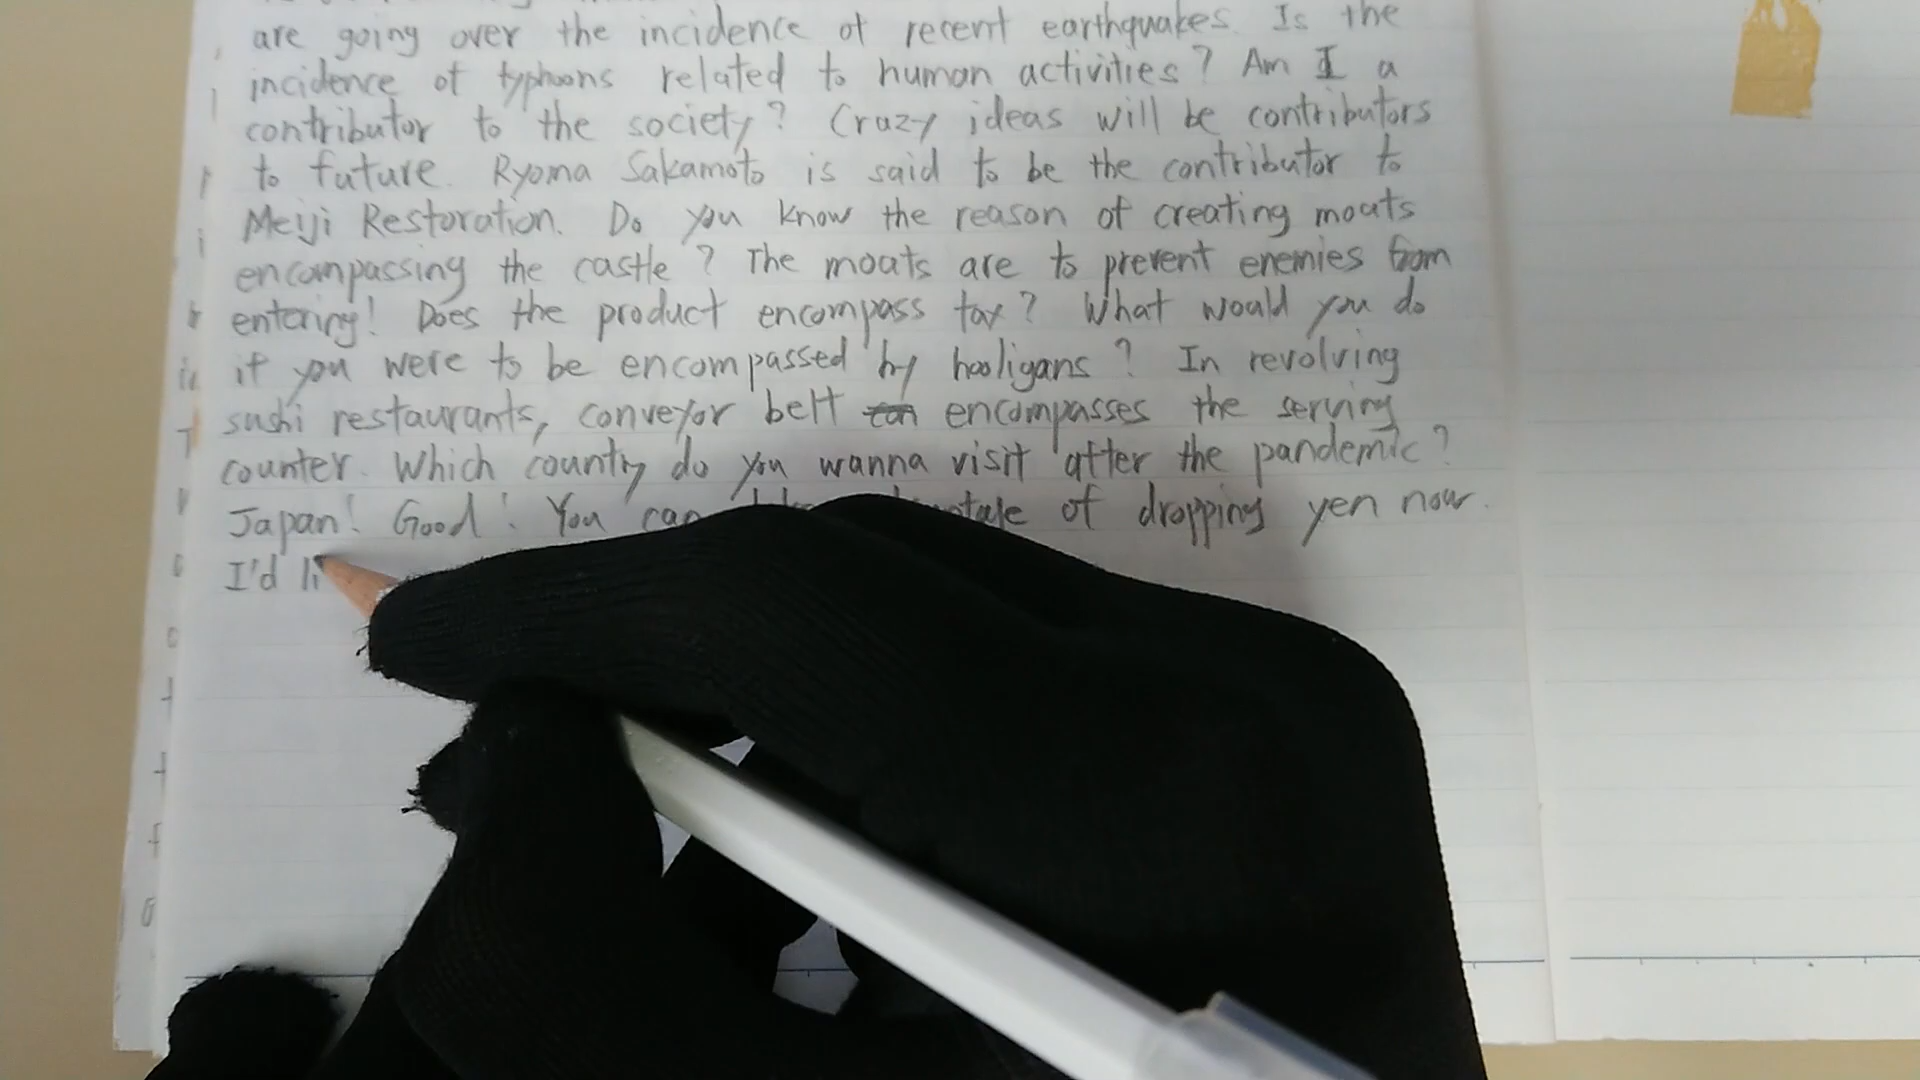 are going over the incidence of recent earthquakes. Is the
incidence of typhoons related to human activities? Am I a
contributor to the society? Crazy ideas will be contributors
to future. Ryoma Sakamoto is said to be the contributor to
Meiji Restoration. Do you know the reason of creating moats
encompassing the castle? The moats are to prevent enemies from
entering! Does the product encompass tax? What would you do
if you were to be encompassed by hooligans? In revolving
sushi restaurants, conveyor belt encompasses the serving
counter. Which country do you wanna visit after the pandemic?
Japan! Good! You can of dropping yen now.
I'd li